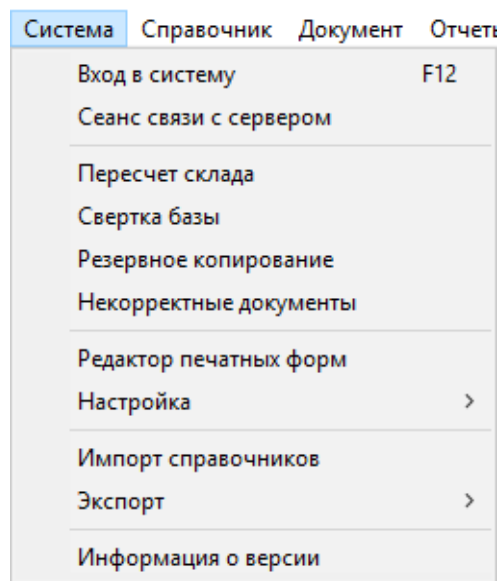 Система Справочник Документ Отчеты
Вход в систему F12
Сеанс связи с сервером
Пересчет склада
Свертка базы
Резервное копирование
Некорректные документы
Редактор печатных форм
Настройка
Импорт справочников
Экспорт
Информация о версии